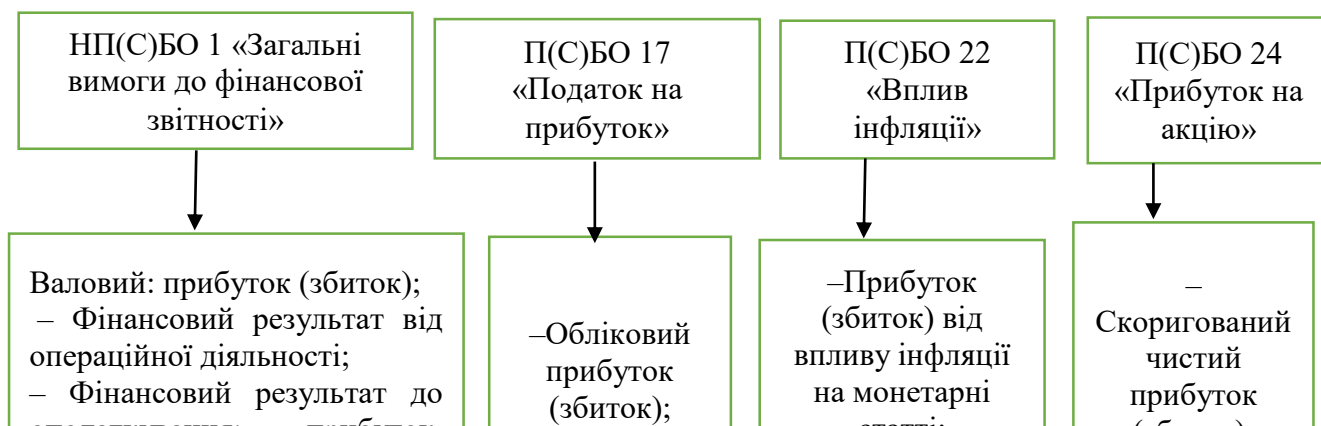 НП(С)БО 1 «Загальні
вимоги до фінансової
звітності»
П(С)БО 17
«Податок на
прибуток»
П(С)БО 22
«Вплив
інфляції»
П(С)БО 24
«Прибуток на
акцію»
Валовий: прибуток (збиток);
– Фінансовий результат від
операційної діяльності;
– Фінансовий результат до
–Обліковий
прибуток
(збиток);
–Прибуток
(збиток) від
впливу інфляції
на монетарні
–
Скоригований
чистий
прибуток